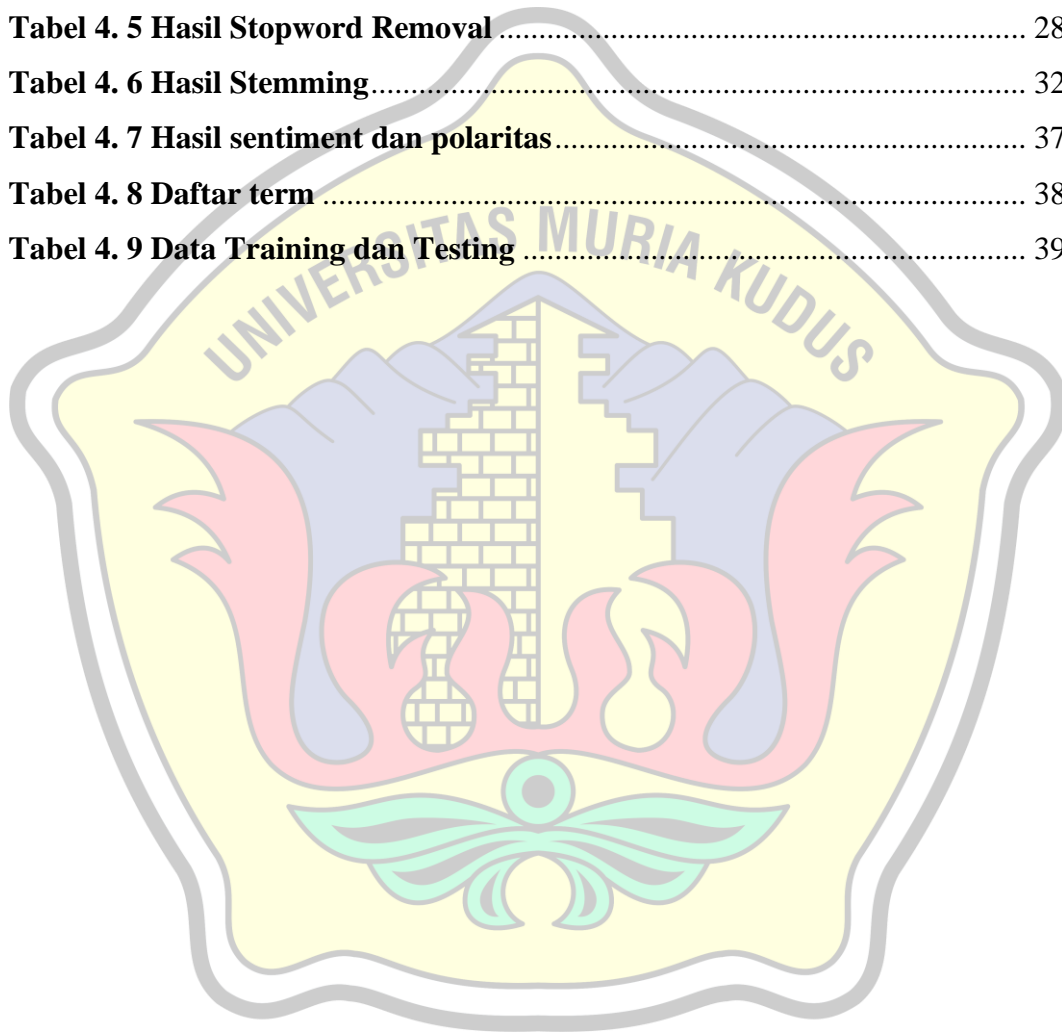 Tabel 4. 5 Hasil Stopword Removal ........................................................................ 28
Tabel 4. 6 Hasil Stemming ........................................................................ 32
Tabel 4. 7 Hasil sentiment dan polaritas ........................................................................ 37
Tabel 4. 8 Daftar term ........................................................................ 38
Tabel 4. 9 Data Training dan Testing ........................................................................ 39
UNIVERSITAS MURIA KUDUS